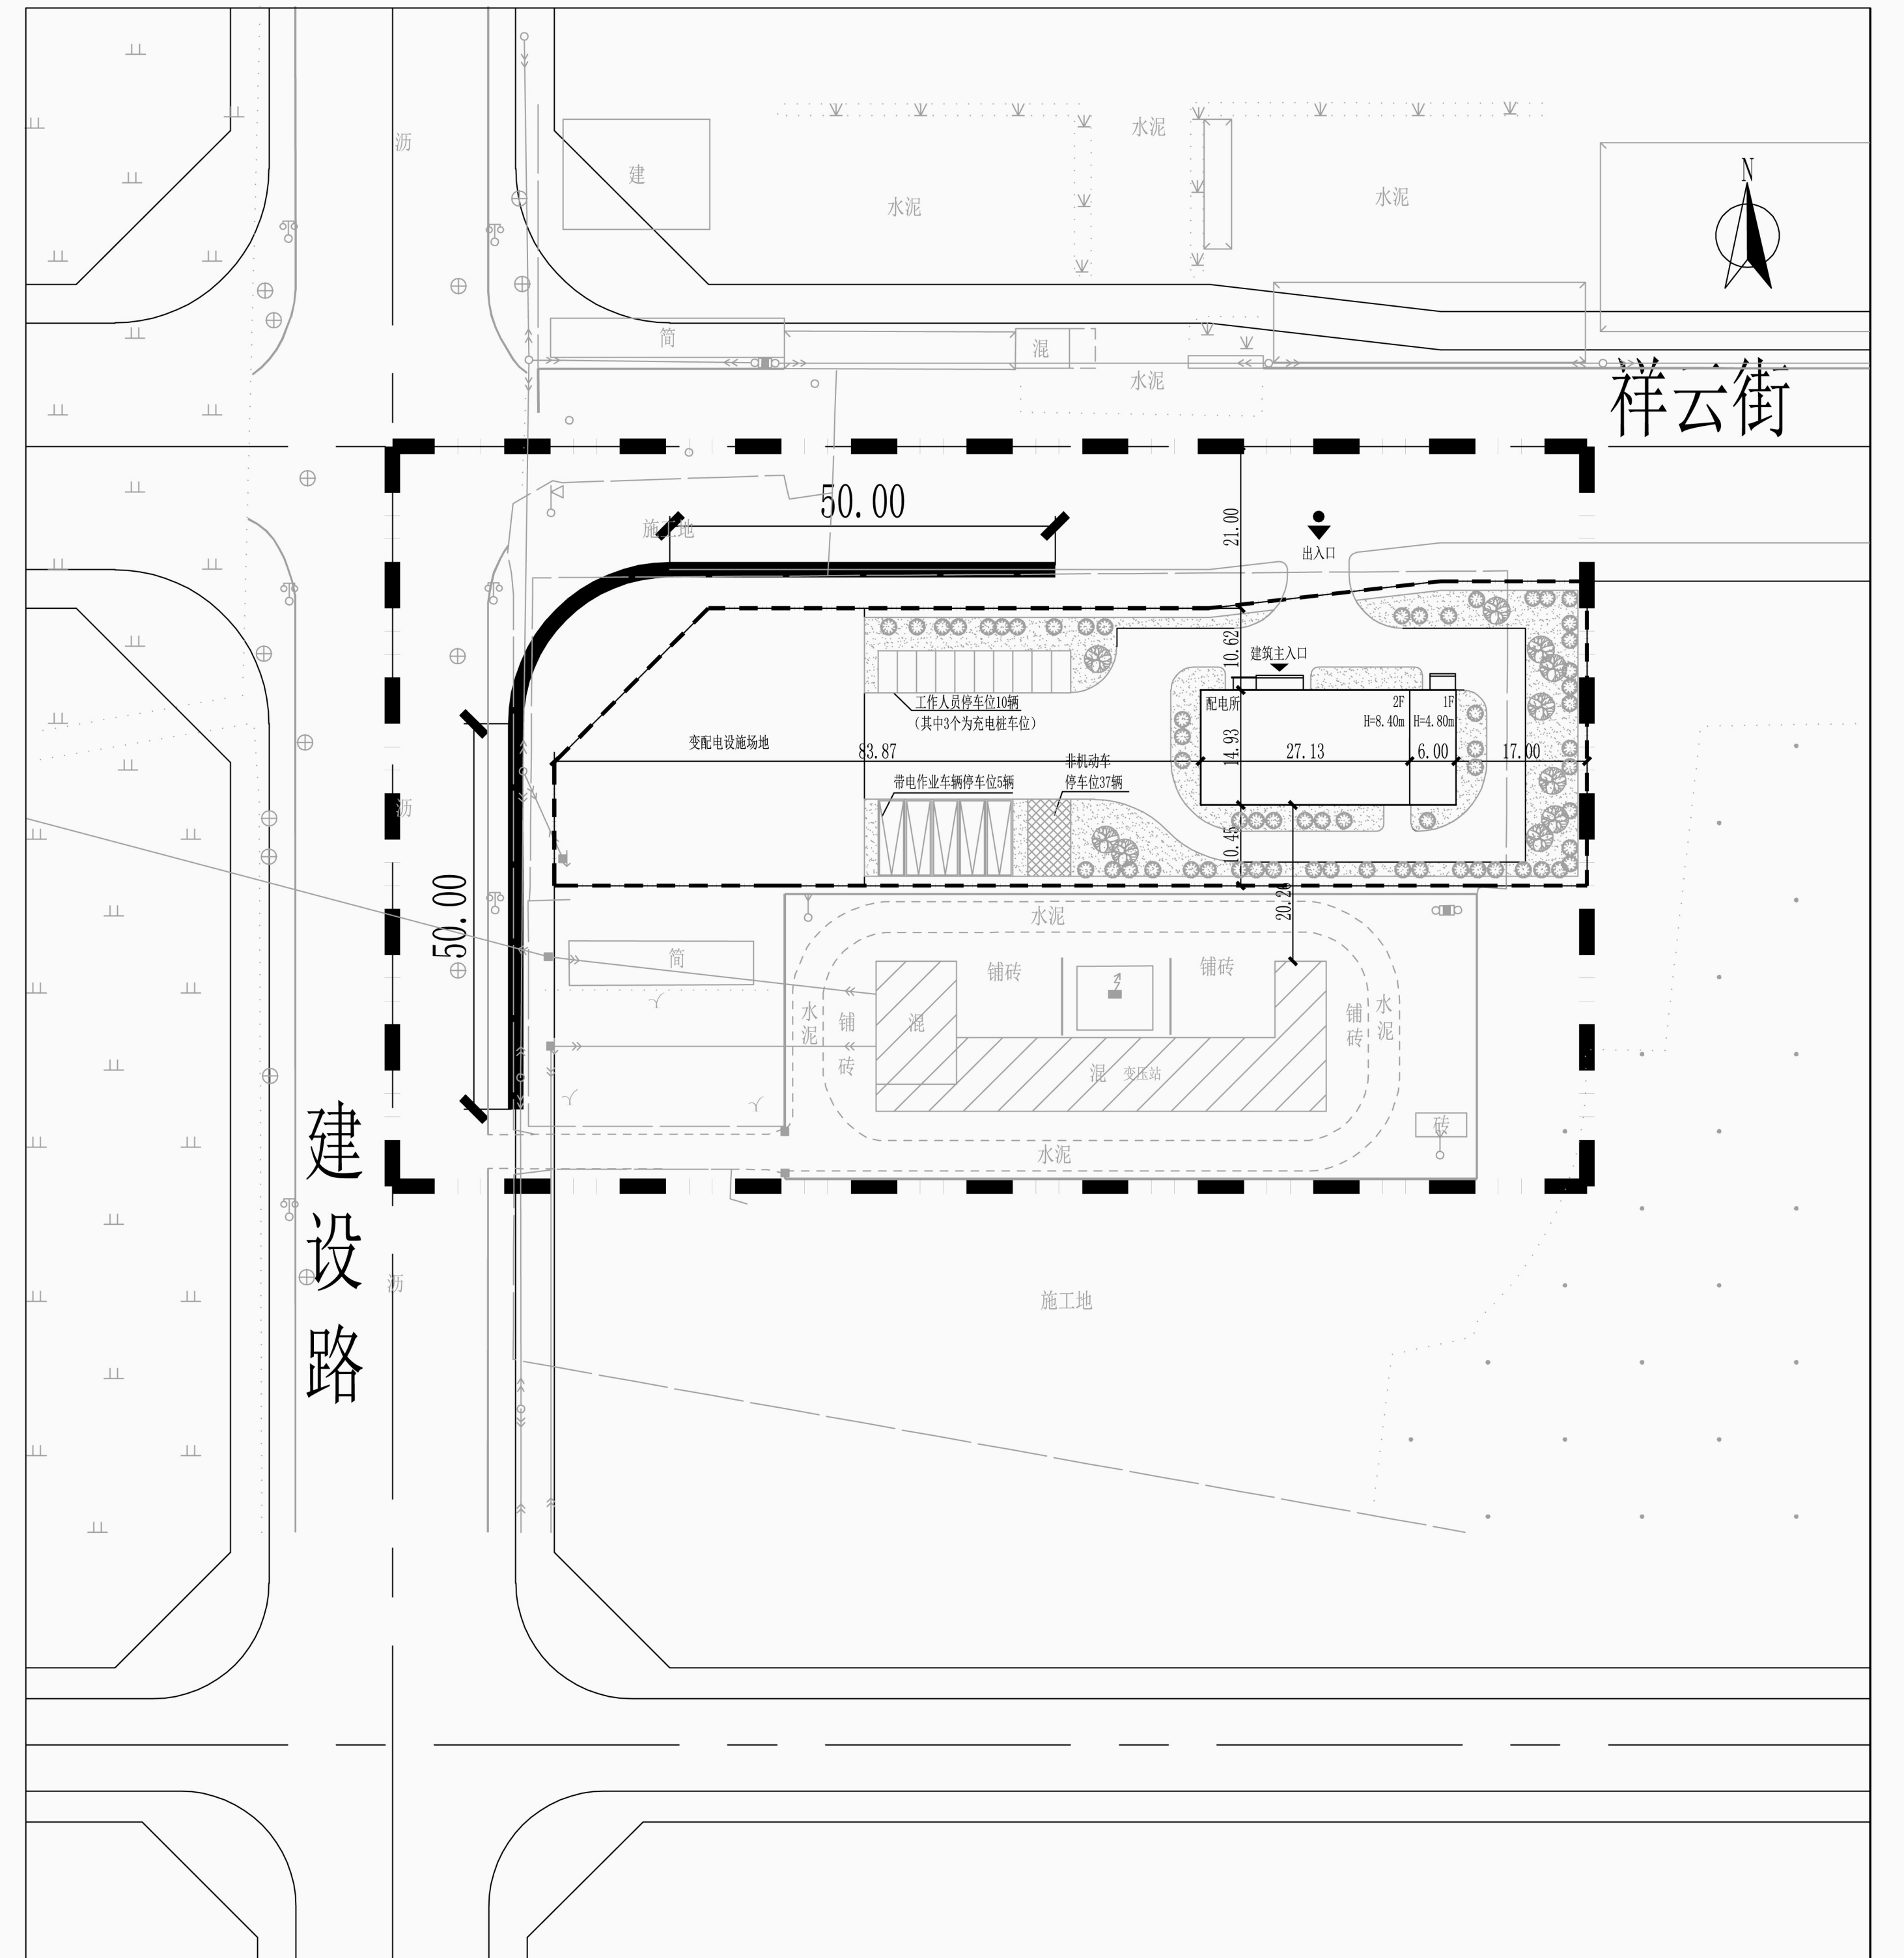 沥
建
水泥
水泥
水泥
N
简
混
水泥
祥云街
50.00
施工地
21.00
出入口
10.62
建筑主入口
工作人员停车位10辆
（其中3个为充电桩车位）
配电所
2F
H=8.40m
1F
H=4.80m
变配电设施场地
83.87
14.93
27.13
6.00
17.00
非机动车
停车位37辆
带电作业车辆停车位5辆
沥
10.45
20.20
50.00
水泥
简
铺砖
铺砖
水泥
铺砖
混
铺砖
水泥
混
变压站
砖
水泥
建设路
沥
施工地